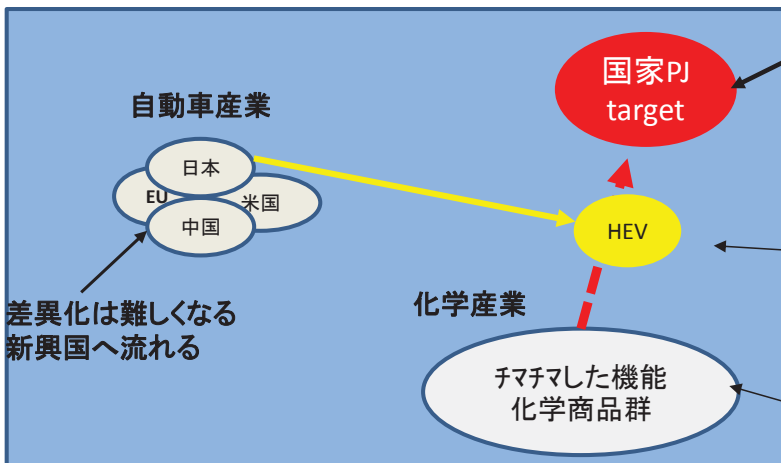 国家PJ
target
自動車産業
日本
EU
米国
中国
HEV
差異化は難しくなる
新興国へ流れる
化学産業
チマチマした機能
化学商品群